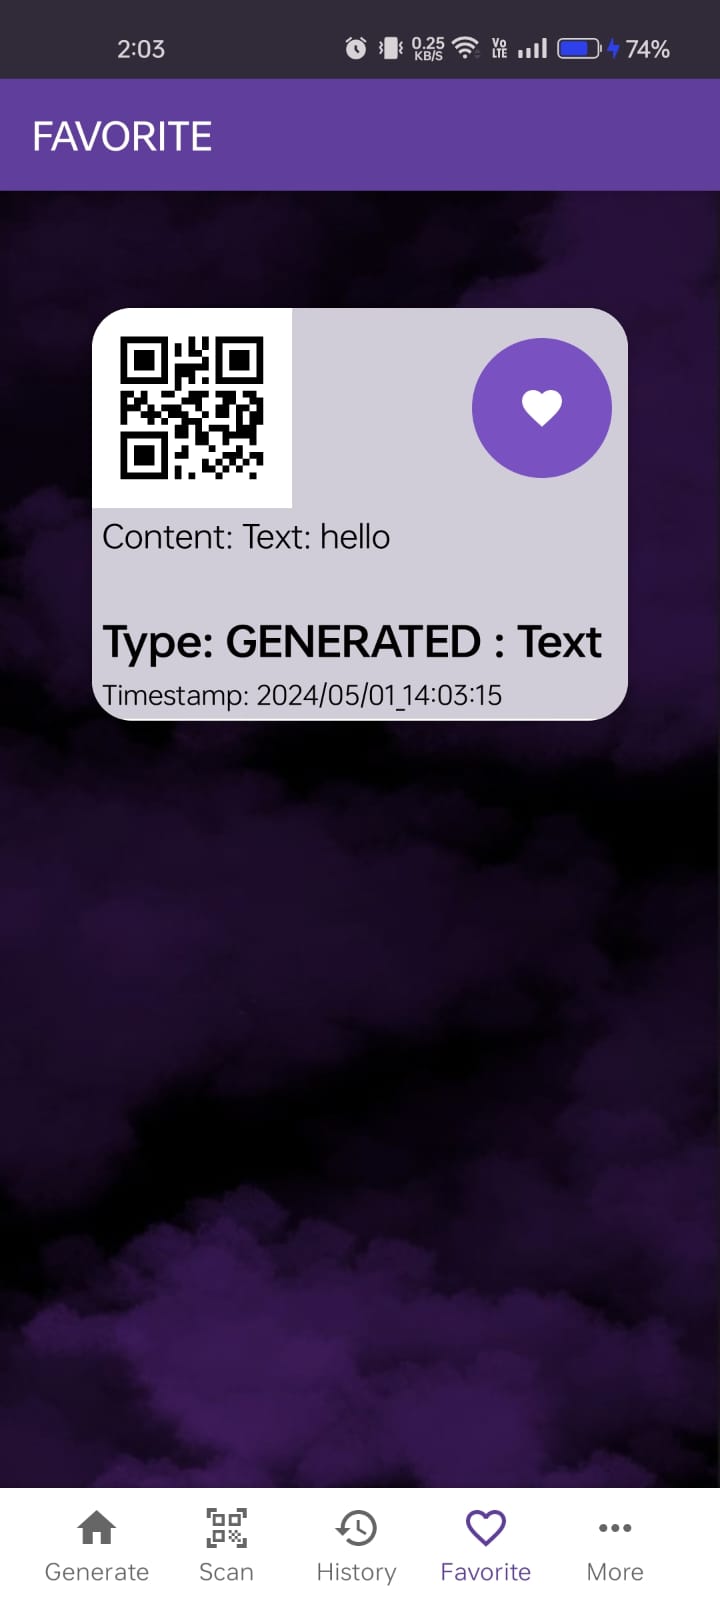 2:03 0.25 KB/S Vo LTE 74%
FAVORITE
Content: Text: hello
Type: GENERATED : Text
Timestamp: 2024/05/01_14:03:15
Generate Scan History Favorite More